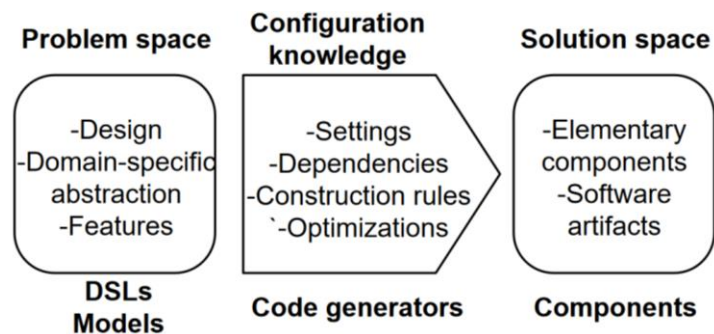 Problem space
-Design
-Domain-specific
abstraction
-Features
DSLs
Models
Configuration
knowledge
-Settings
-Dependencies
-Construction rules
`-Optimizations
Code generators
Solution space
-Elementary
components
-Software
artifacts
Components